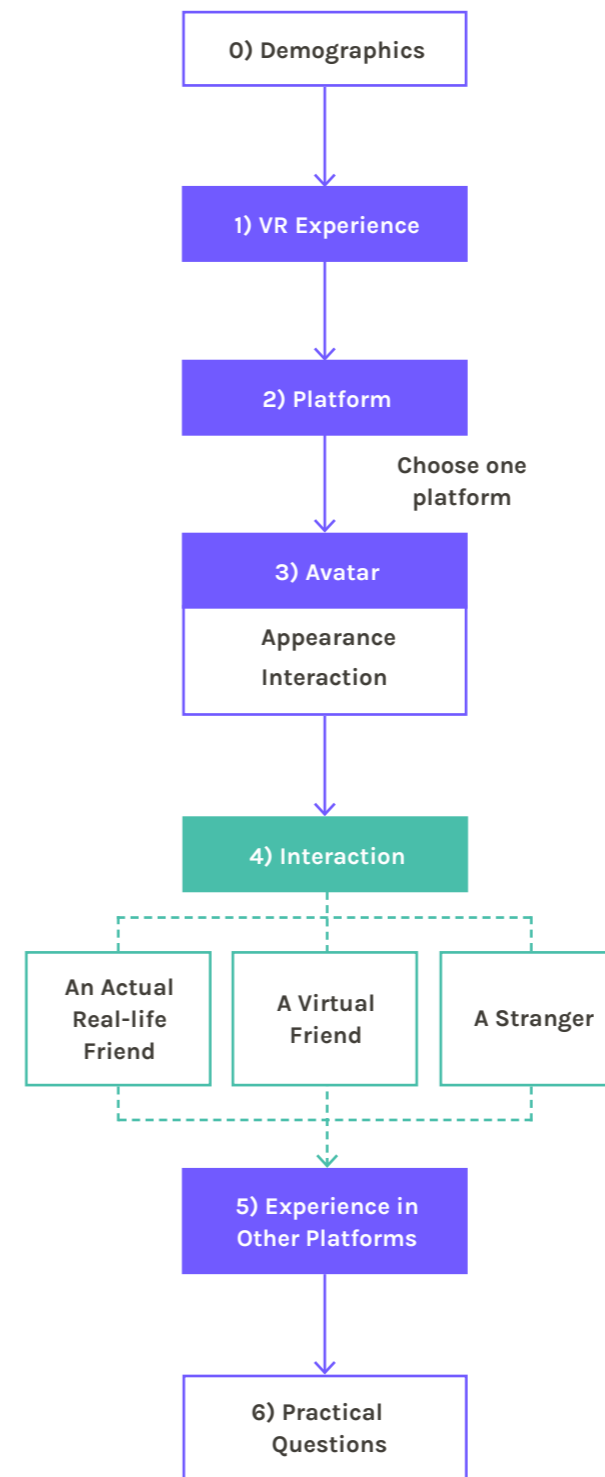 0) Demographics
1) VR Experience
2) Platform
Choose one
platform
3) Avatar
Appearance
Interaction
4) Interaction
An Actual
Real-life
Friend
A Virtual
Friend
A Stranger
5) Experience in
Other Platforms
6) Practical
Questions